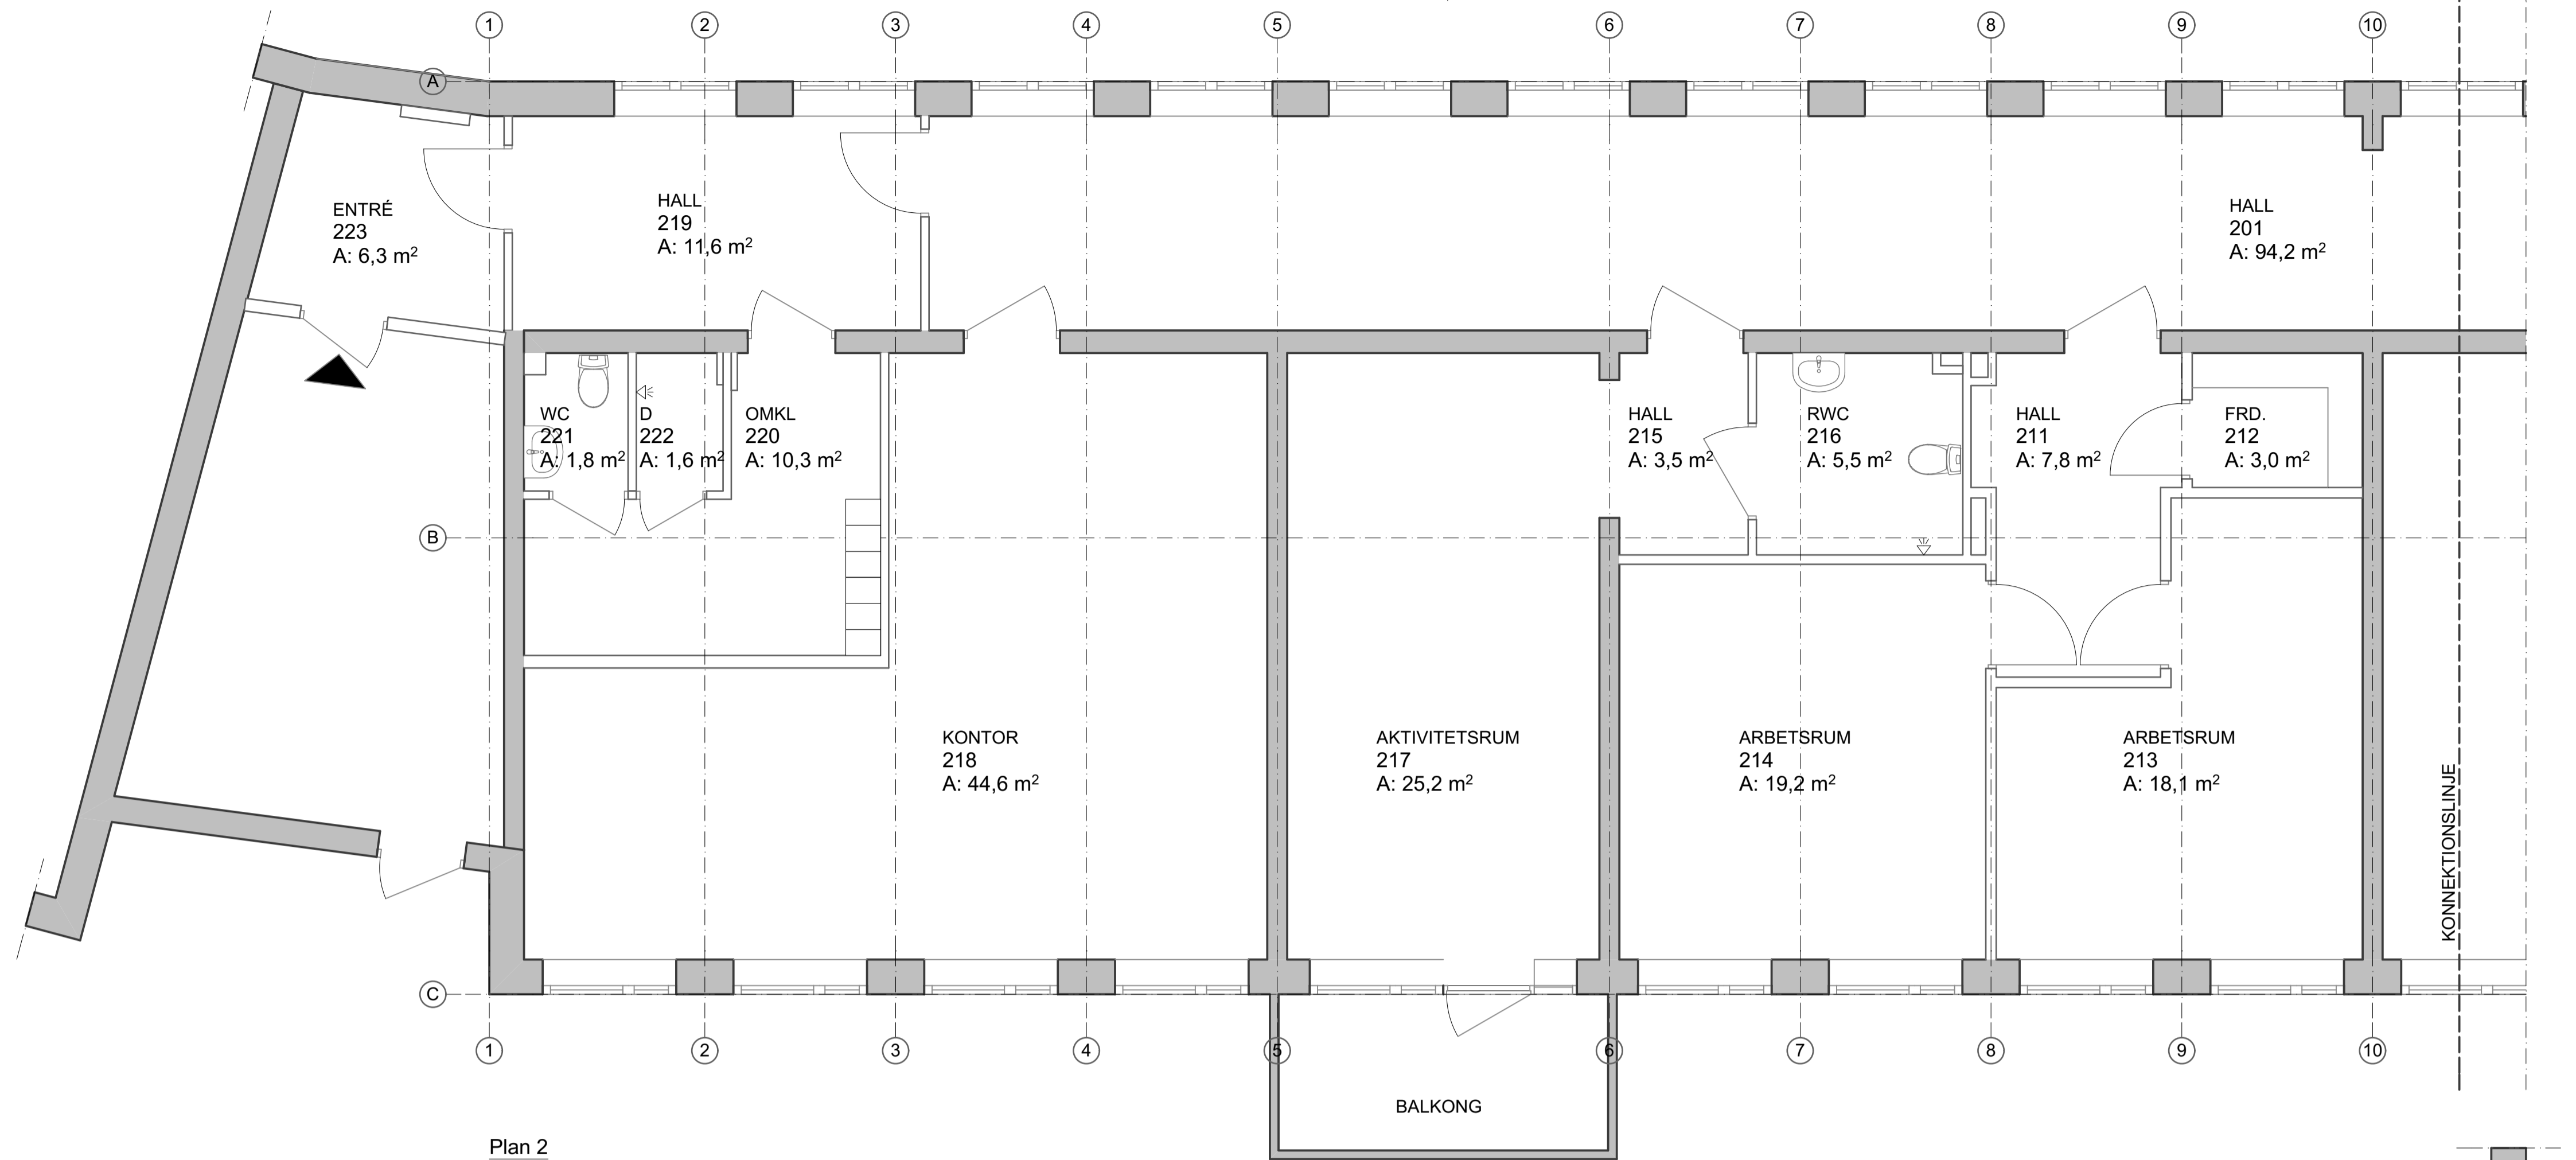 1 2 3 4 5 6 7 8 9 10
A
ENTRÉ
223
A: 6,3 m²
HALL
219
A: 11,6 m²
HALL
201
A: 94,2 m²
WC
221
A: 1,8 m²
D
222
A: 1,6 m²
OMKL
220
A: 10,3 m²
HALL
215
A: 3,5 m²
RWC
216
A: 5,5 m²
HALL
211
A: 7,8 m²
FRD.
212
A: 3,0 m²
B
KONTOR
218
A: 44,6 m²
AKTIVITETSRUM
217
A: 25,2 m²
ARBETSRUM
214
A: 19,2 m²
ARBETSRUM
213
A: 18,1 m²
KONNEKTIONSLINJE
C
1 2 3 4 5 6 7 8 9 10
BALKONG
Plan 2